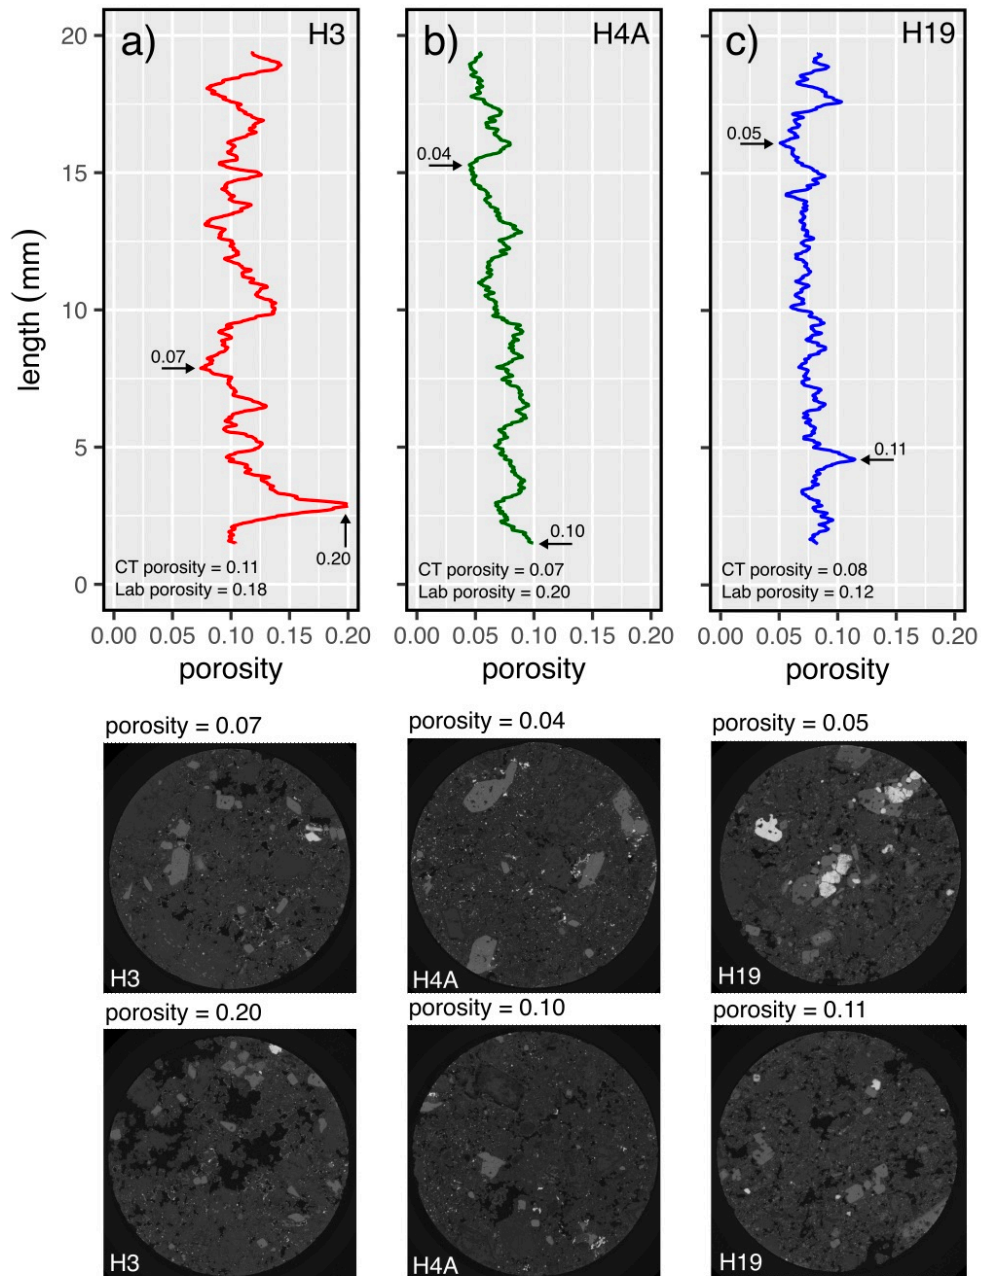 a) H3
b) H4A
c) H19
20
15
10
5
0
length (mm)
0.07
0.20
CT porosity = 0.11
Lab porosity = 0.18
0.04
0.10
CT porosity = 0.07
Lab porosity = 0.20
0.05
0.11
CT porosity = 0.08
Lab porosity = 0.12
0.00 0.05 0.10 0.15 0.20
0.00 0.05 0.10 0.15 0.20
0.00 0.05 0.10 0.15 0.20
porosity
porosity
porosity
porosity = 0.07
porosity = 0.04
porosity = 0.05
H3
H4A
H19
porosity = 0.20
porosity = 0.10
porosity = 0.11
H3
H4A
H19